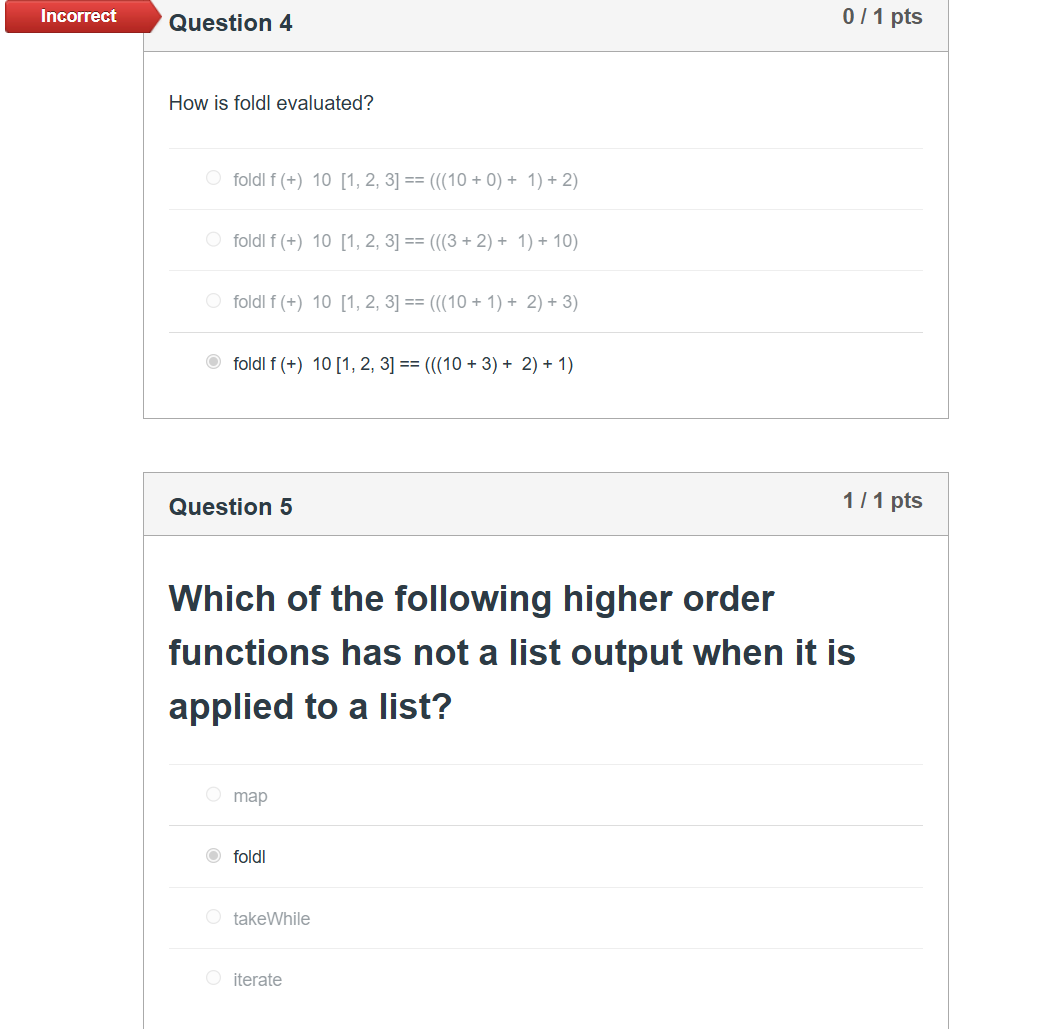 Incorrect
Question 4
0 / 1 pts
How is foldl evaluated?
foldl f (+)  10  [1, 2, 3] == (((10 + 0) +  1) + 2)
foldl f (+)  10  [1, 2, 3] == (((3 + 2) +  1) + 10)
foldl f (+)  10  [1, 2, 3] == (((10 + 1) +  2) + 3)
foldl f (+)  10 [1, 2, 3] == (((10 + 3) +  2) + 1)
Question 5
1 / 1 pts
Which of the following higher order
functions has not a list output when it is
applied to a list?
map
foldl
takeWhile
iterate